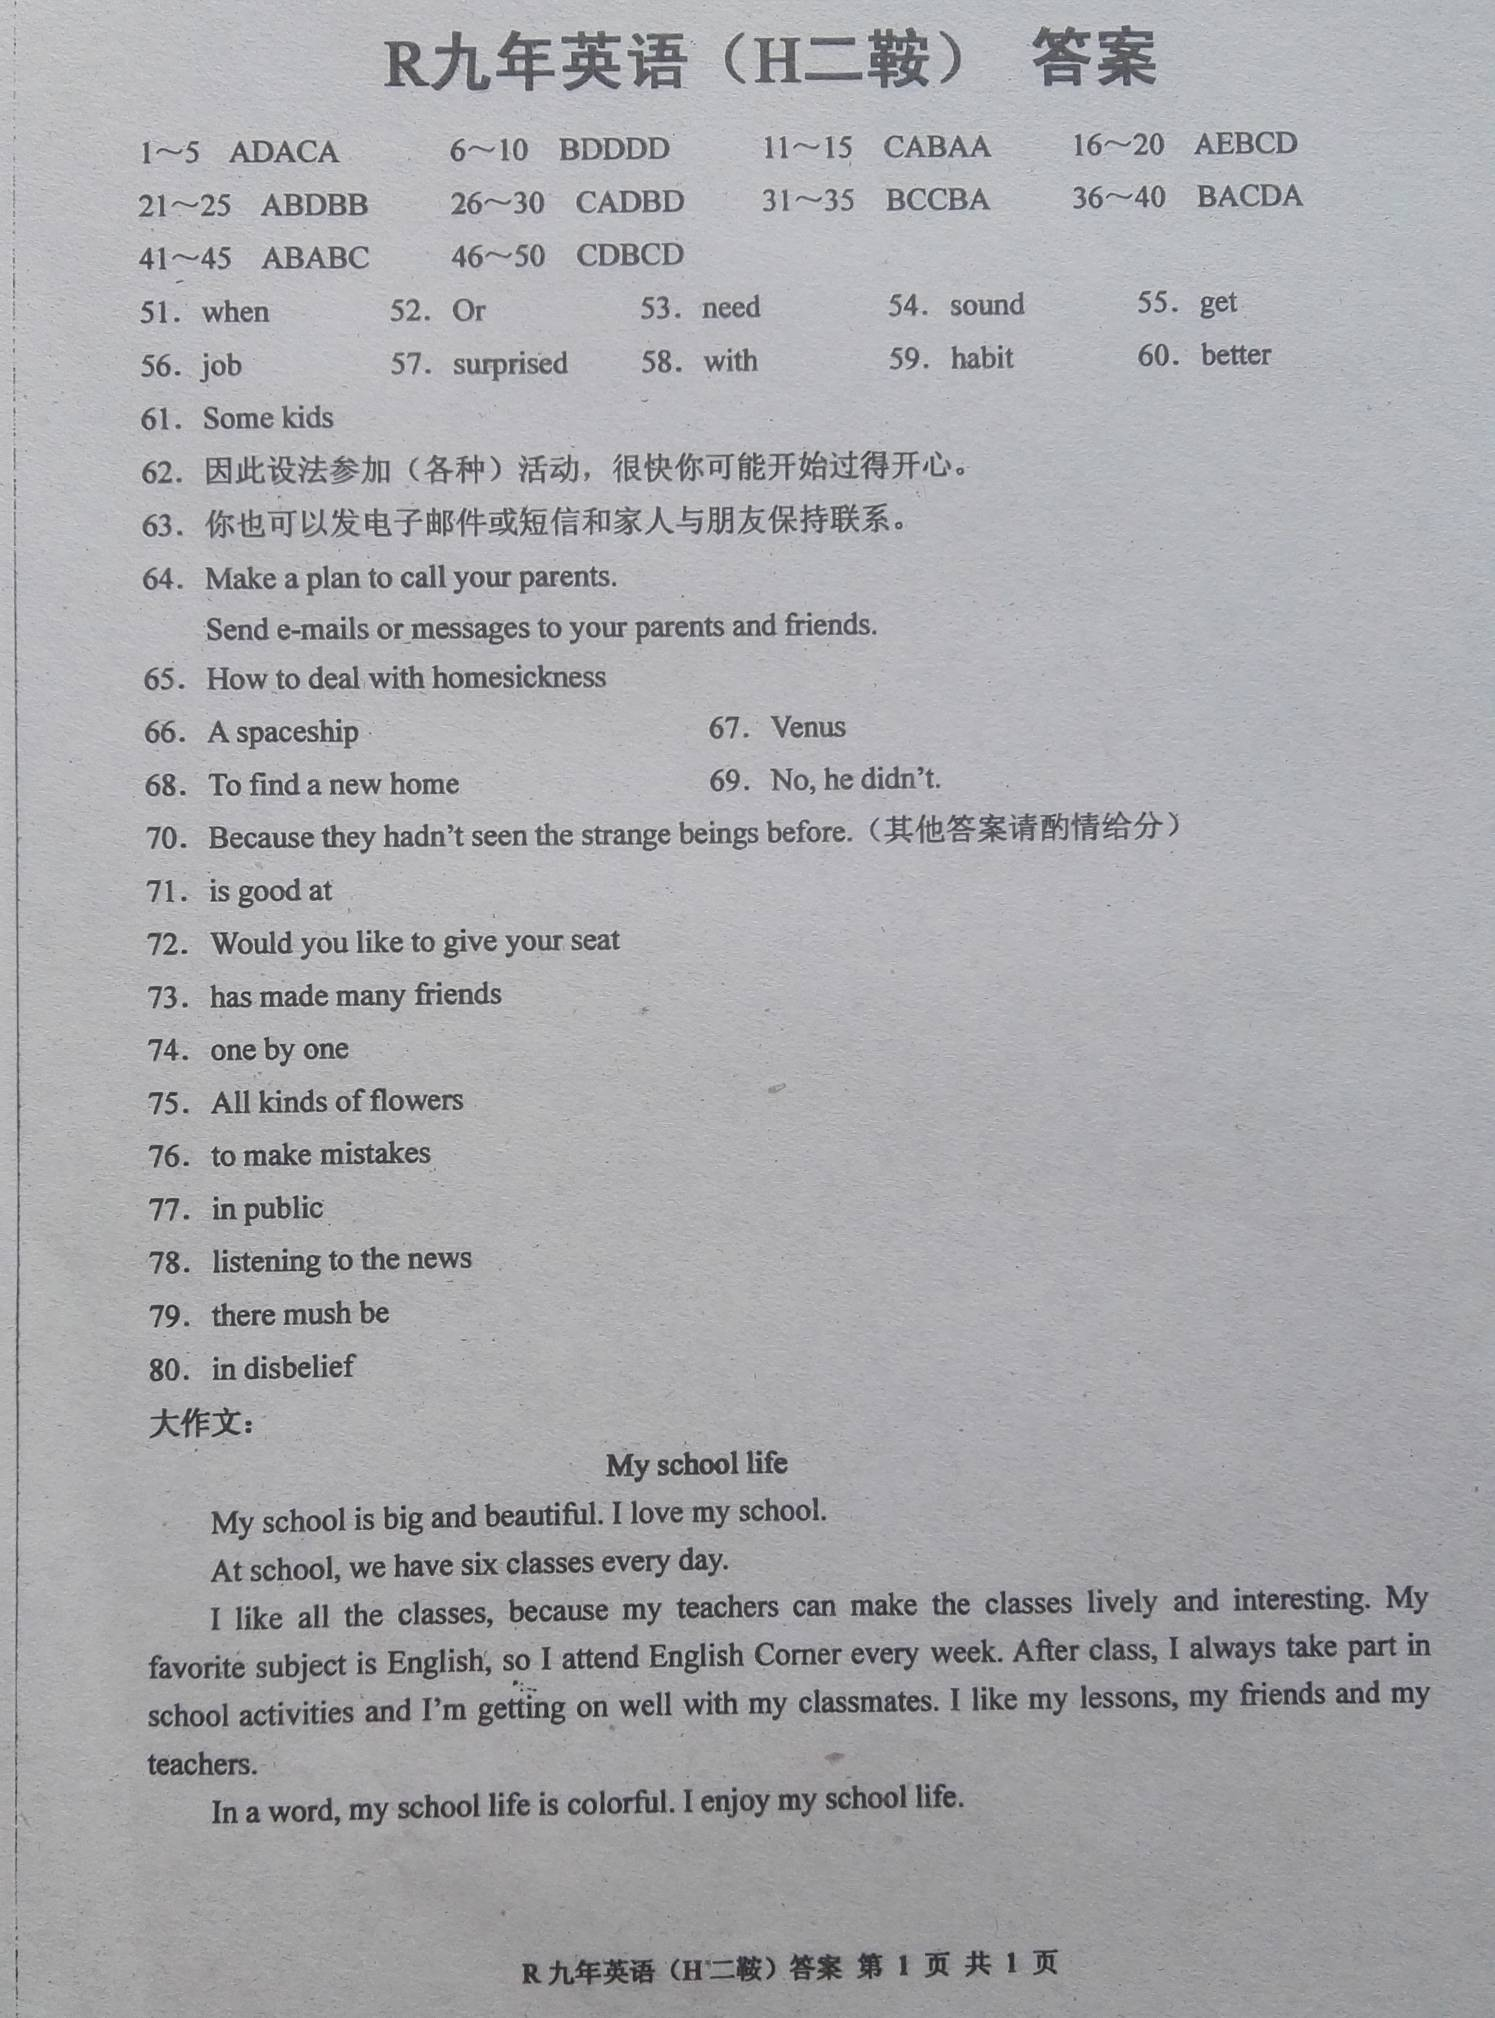 R九年英语（H二鞍） 答案
1～5 ADACA 6～10 BDDDD 11～15 CABAA 16～20 AEBCD
21～25 ABDBB 26～30 CADBD 31～35 BCCBA 36～40 BACDA
41～45 ABABC 46～50 CDBCD
51. when 52. Or 53. need 54. sound 55. get
56. job 57. surprised 58. with 59. habit 60. better
61. Some kids
62. 因此设法参加（各种）活动，很快你可能开始过得开心。
63. 你也可以发电子邮件或短信和家人与朋友保持联系。
64. Make a plan to call your parents.
Send e-mails or messages to your parents and friends.
65. How to deal with homesickness
66. A spaceship 67. Venus
68. To find a new home 69. No, he didn't.
70. Because they hadn't seen the strange beings before.（其他答案请酌情给分）
71. is good at
72. Would you like to give your seat
73. has made many friends
74. one by one
75. All kinds of flowers
76. to make mistakes
77. in public
78. listening to the news
79. there mush be
80. in disbelief
大作文：
My school life
My school is big and beautiful. I love my school.
At school, we have six classes every day.
I like all the classes, because my teachers can make the classes lively and interesting. My
favorite subject is English, so I attend English Corner every week. After class, I always take part in
school activities and I'm getting on well with my classmates. I like my lessons, my friends and my
teachers.
In a word, my school life is colorful. I enjoy my school life.
R 九年英语（H 二鞍）答案 第 1 页 共 1 页